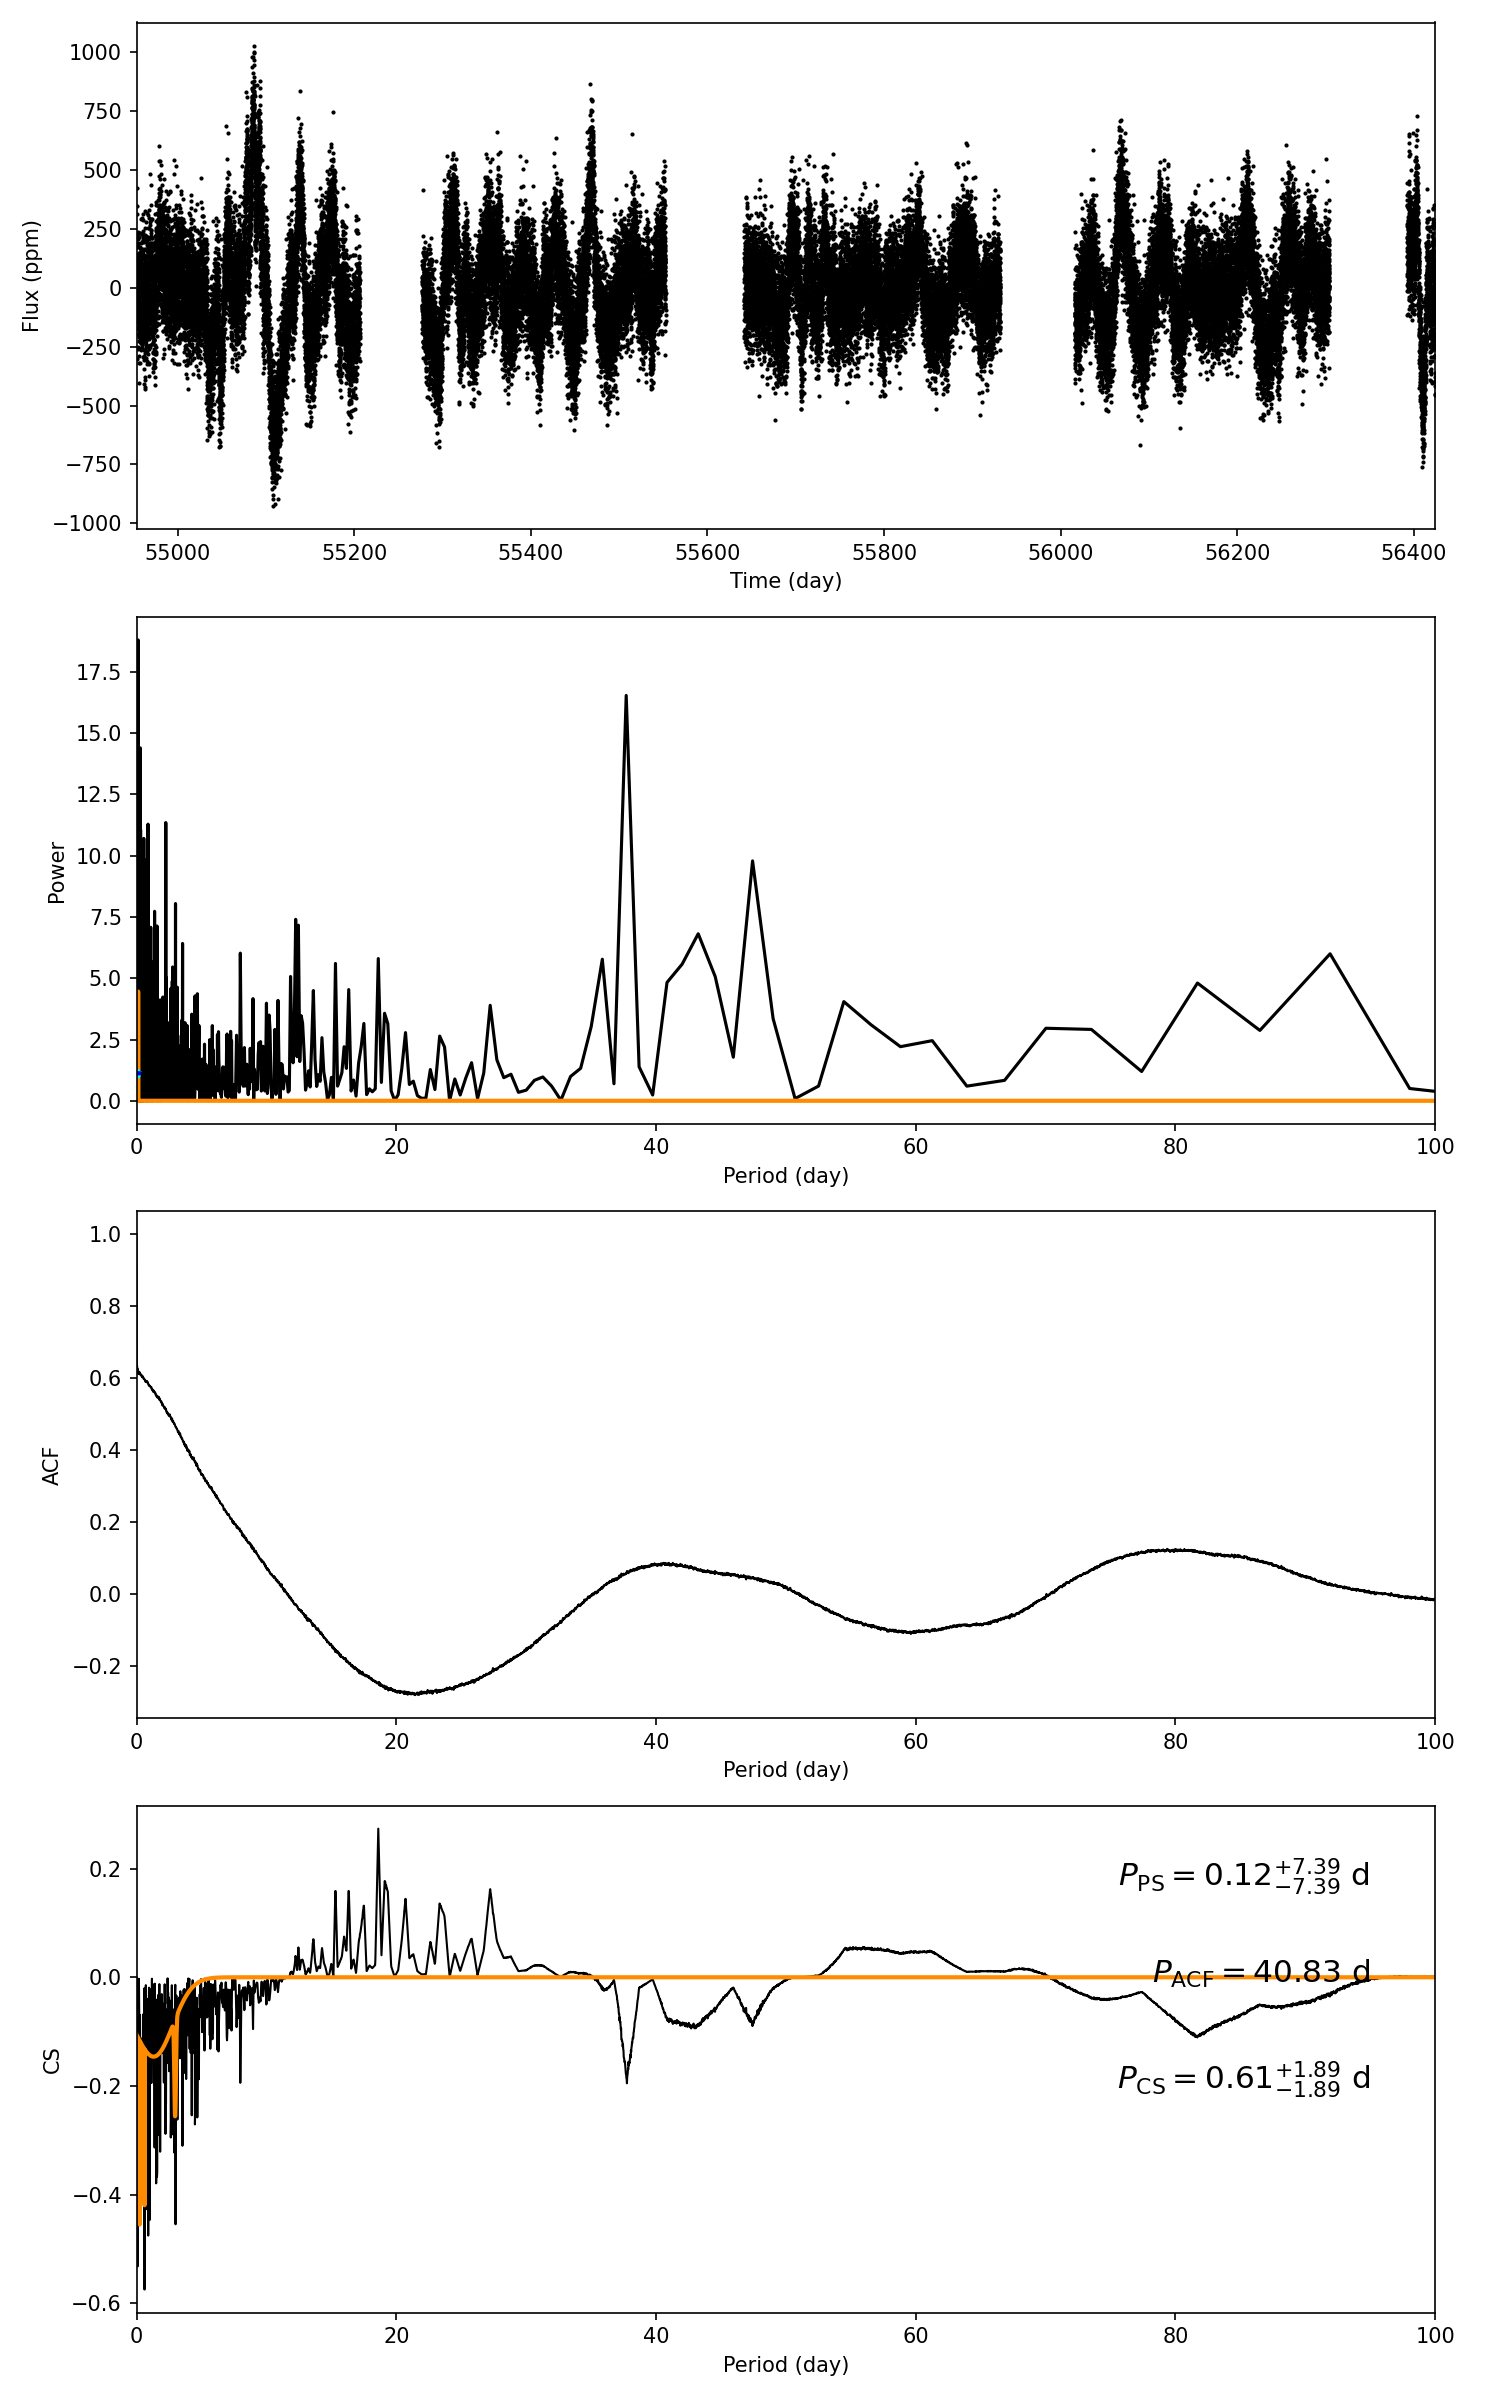 1000
750
500
250
0
−250
−500
−750
−1000
Flux (ppm)
55000 55200 55400 55600 55800 56000 56200 56400
Time (day)
17.5
15.0
12.5
10.0
7.5
5.0
2.5
0.0
Power
0 20 40 60 80 100
Period (day)
1.0
0.8
0.6
0.4
0.2
0.0
−0.2
ACF
0 20 40 60 80 100
Period (day)
0.2
0.0
−0.2
−0.4
−0.6
CS
P_PS = 0.12 +7.39 −7.39 d
P_ACF = 40.83 d
P_CS = 0.61 +1.89 −1.89 d
0 20 40 60 80 100
Period (day)